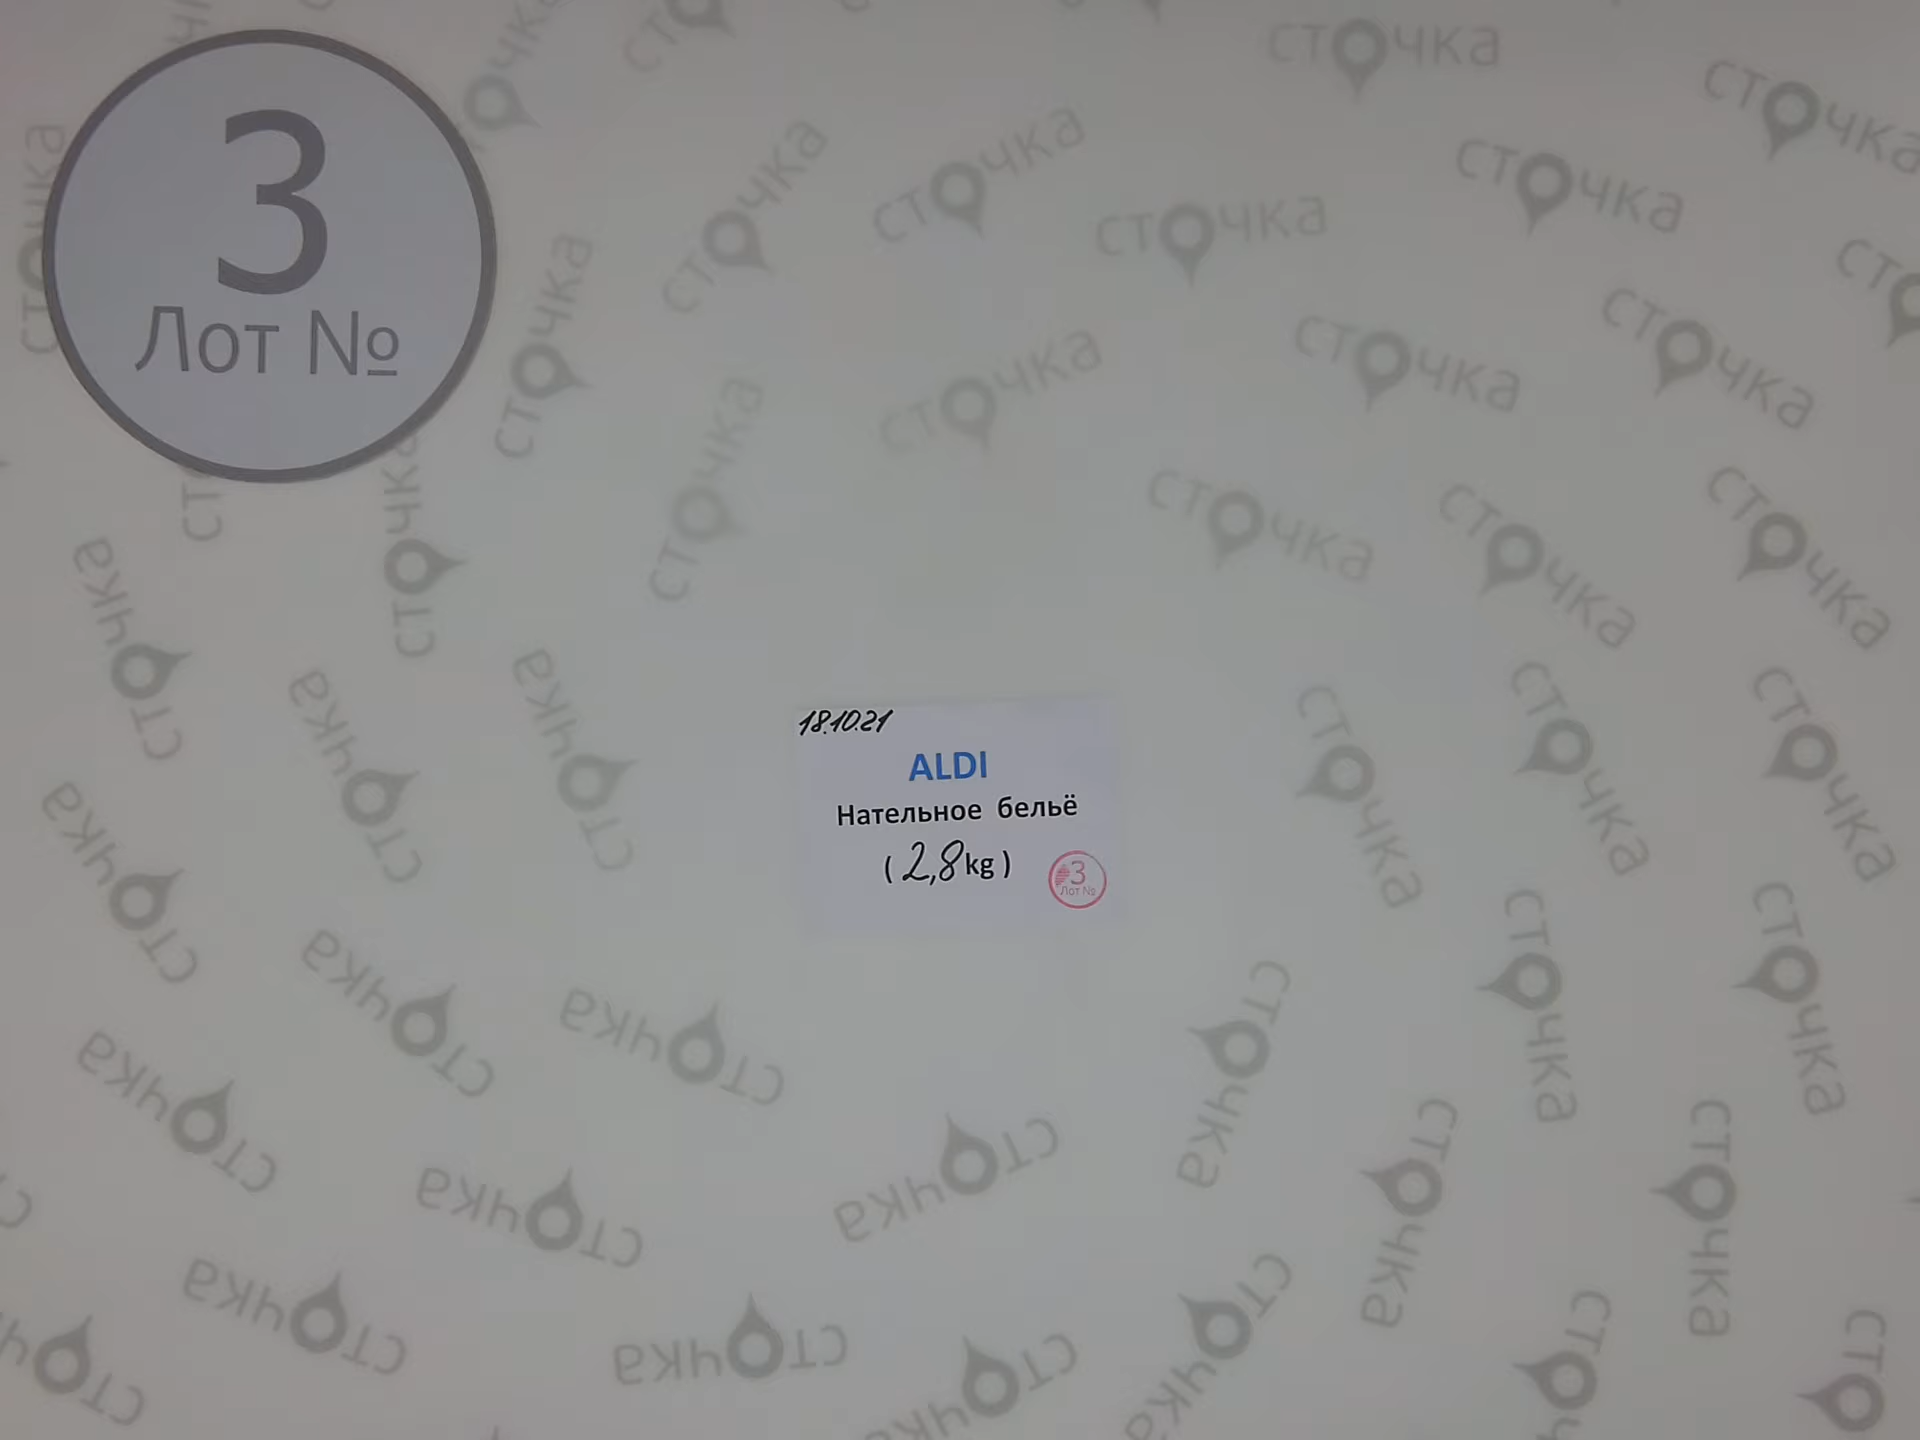 3
Лот №
18.10.21
ALDI
Нательное бельё
( 2,8 kg )
3
Лот №
сточка